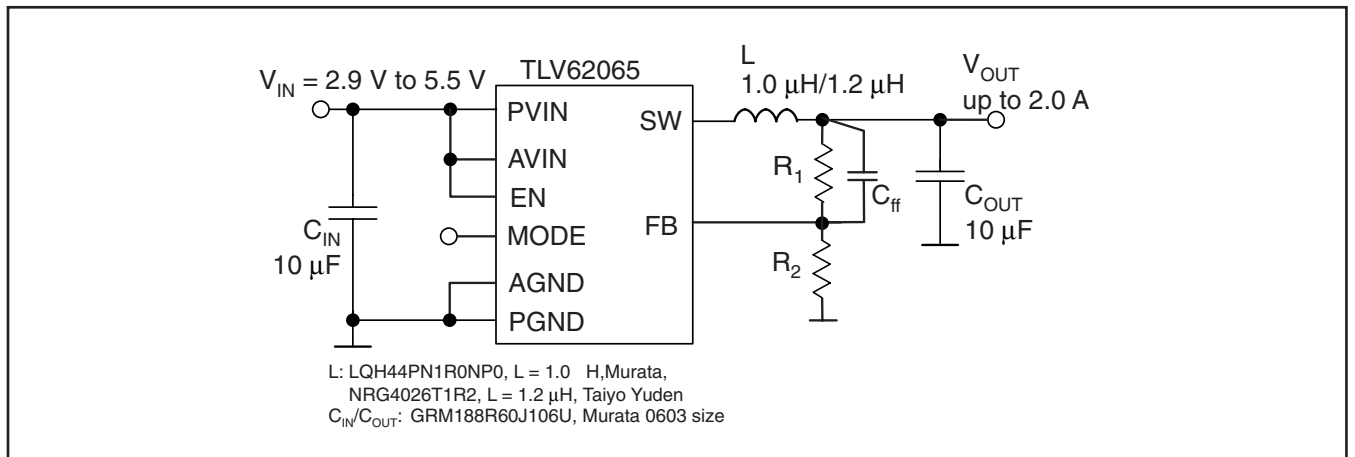 V_IN = 2.9 V to 5.5 V
TLV62065
L
1.0 μH/1.2 μH
V_OUT
up to 2.0 A
PVIN
AVIN
EN
MODE
AGND
PGND
SW
FB
C_IN
10 μF
R_1
C_ff
R_2
C_OUT
10 μF
L: LQH44PN1R0NP0, L = 1.0 H,Murata,
NRG4026T1R2, L = 1.2 μH, Taiyo Yuden
C_IN/C_OUT: GRM188R60J106U, Murata 0603 size